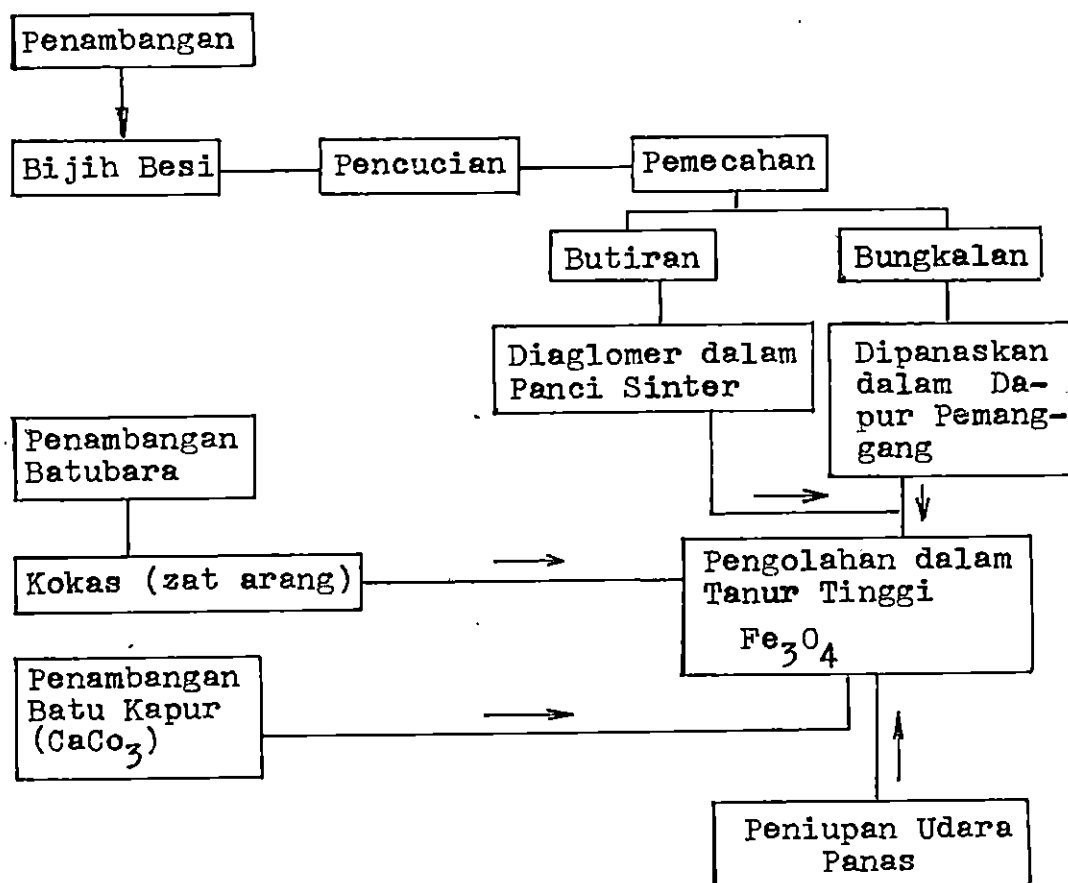 Penambangan
Bijih Besi
Pencucian
Pemecahan
Butiran
Bungkalan
Diaglomer dalam
Panci Sinter
Dipanaskan
dalam Da-
pur Pemang-
gang
Penambangan
Batubara
Kokas (zat arang)
Pengolahan dalam
Tanur Tinggi
Fe₃O₄
Penambangan
Batu Kapur
(CaCo₃)
Peniupan Udara
Panas